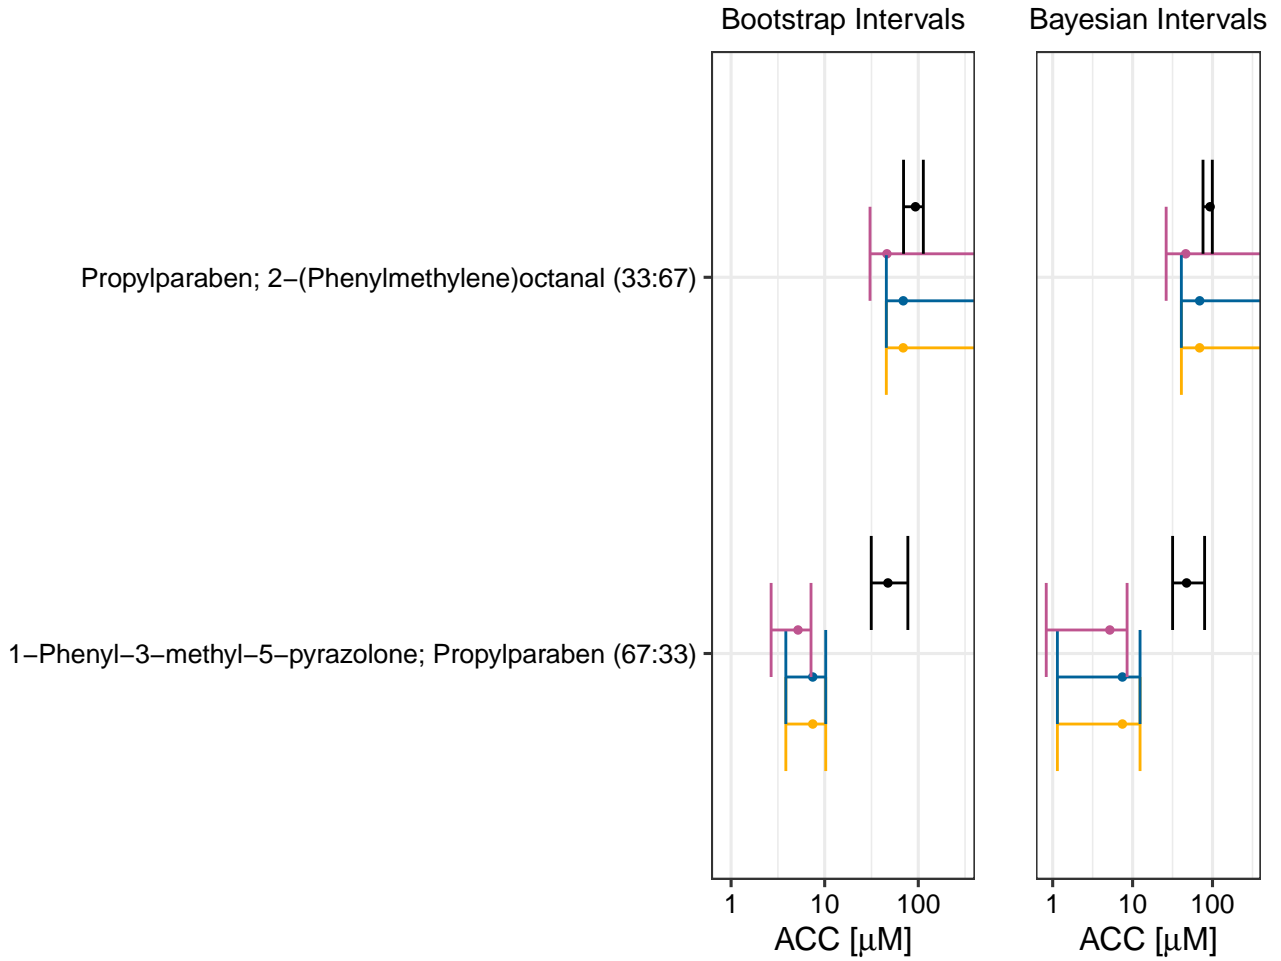 Bootstrap Intervals
Bayesian Intervals
Propylparaben; 2−(Phenylmethylene)octanal (33:67)
1−Phenyl−3−methyl−5−pyrazolone; Propylparaben (67:33)
1 10 100
1 10 100
ACC [μM]
ACC [μM]